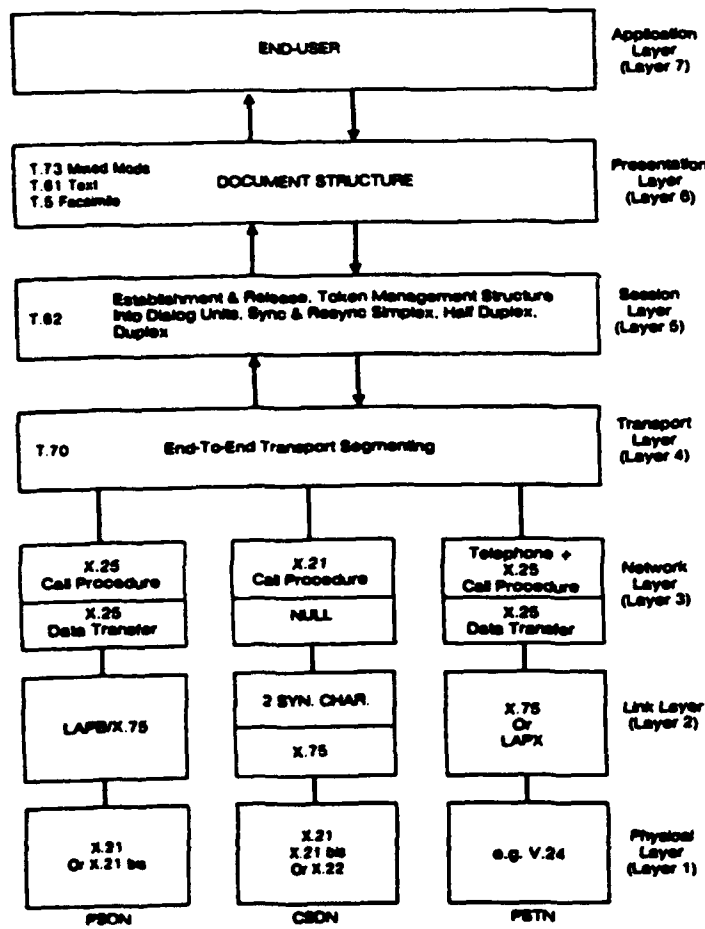 END-USER
Application
Layer
(Layer 7)
T.73 Mixed Mode
T.61 Text
T.5 Facsimile
DOCUMENT STRUCTURE
Presentation
Layer
(Layer 6)
T.62
Establishment & Release, Token Management Structure
Into Dialog Units, Sync & Resync Simplex, Half Duplex,
Duplex
Session
Layer
(Layer 5)
T.70
End-To-End Transport Segmenting
Transport
Layer
(Layer 4)
X.25
Call Procedure
X.25
Data Transfer
X.21
Call Procedure
NULL
Telephone +
X.25
Call Procedure
X.25
Data Transfer
Network
Layer
(Layer 3)
LAPB/X.75
2 SYN. CHAR.
X.75
X.75
Or
LAPX
Link Layer
(Layer 2)
X.21
Or X.21 bis
X.21
X.21 bis
Or X.22
e.g. V.24
Physical
Layer
(Layer 1)
PSDN
CSDN
PSTN